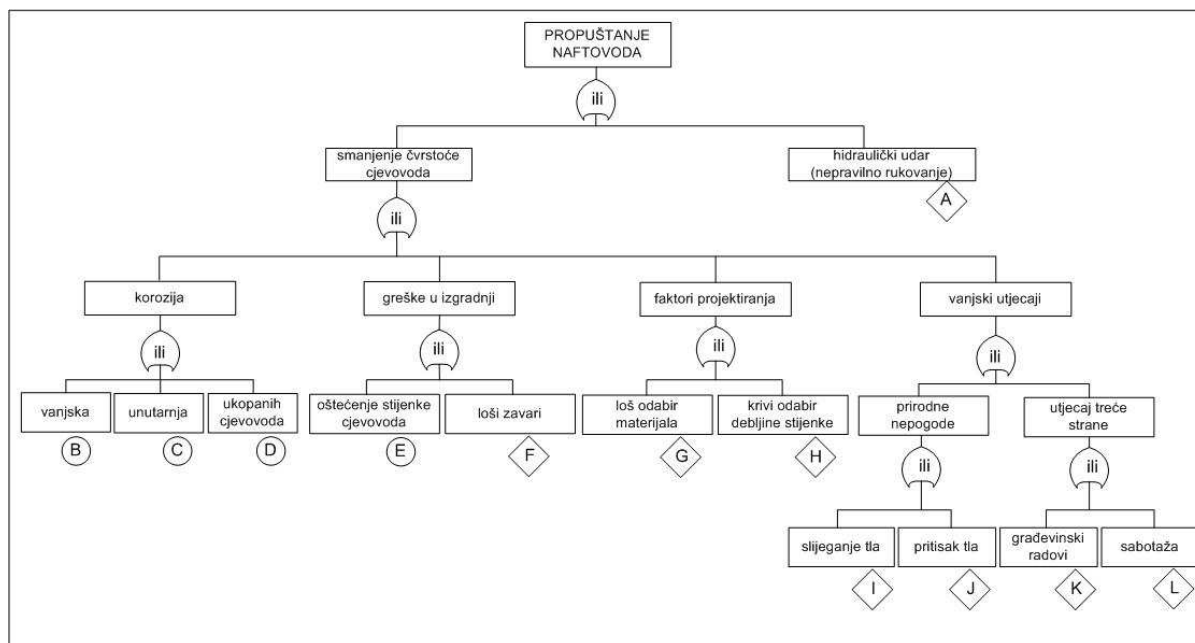 PROPUŠTANJE
NAFTOVODA
ili
smanjenje čvrstoće
cjevovoda
hidraulički udar
(nepravilno rukovanje)
A
ili
korozija
greške u izgradnji
faktori projektiranja
vanjski utjecaji
ili
ili
ili
ili
vanjska
unutarnja
ukopanih
cjevovoda
oštećenje stijenke
cjevovoda
loši zavari
loš odabir
materijala
krivi odabir
debljine stijenke
prirodne
nepogode
utjecaj treće
strane
B
C
D
E
F
G
H
ili
ili
slijeganje tla
pritisak tla
građevinski
radovi
sabotaža
I
J
K
L